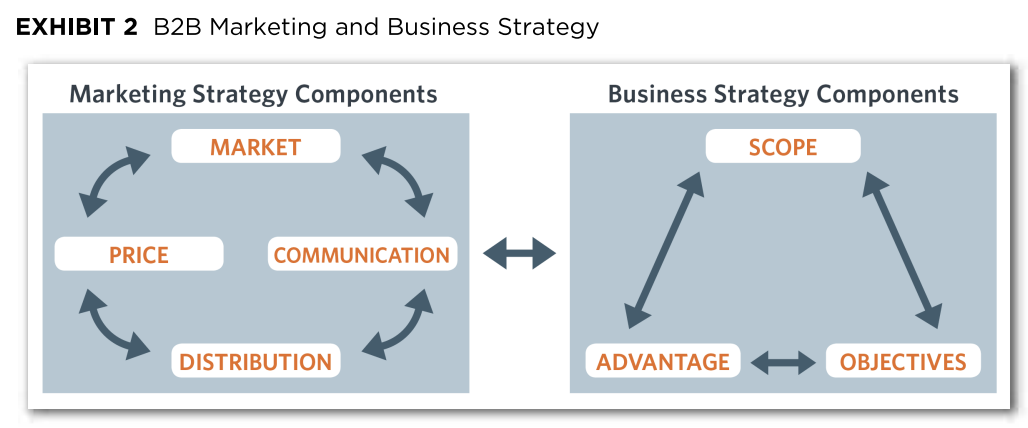 EXHIBIT 2 B2B Marketing and Business Strategy
Marketing Strategy Components
MARKET
PRICE
COMMUNICATION
DISTRIBUTION
Business Strategy Components
SCOPE
ADVANTAGE
OBJECTIVES